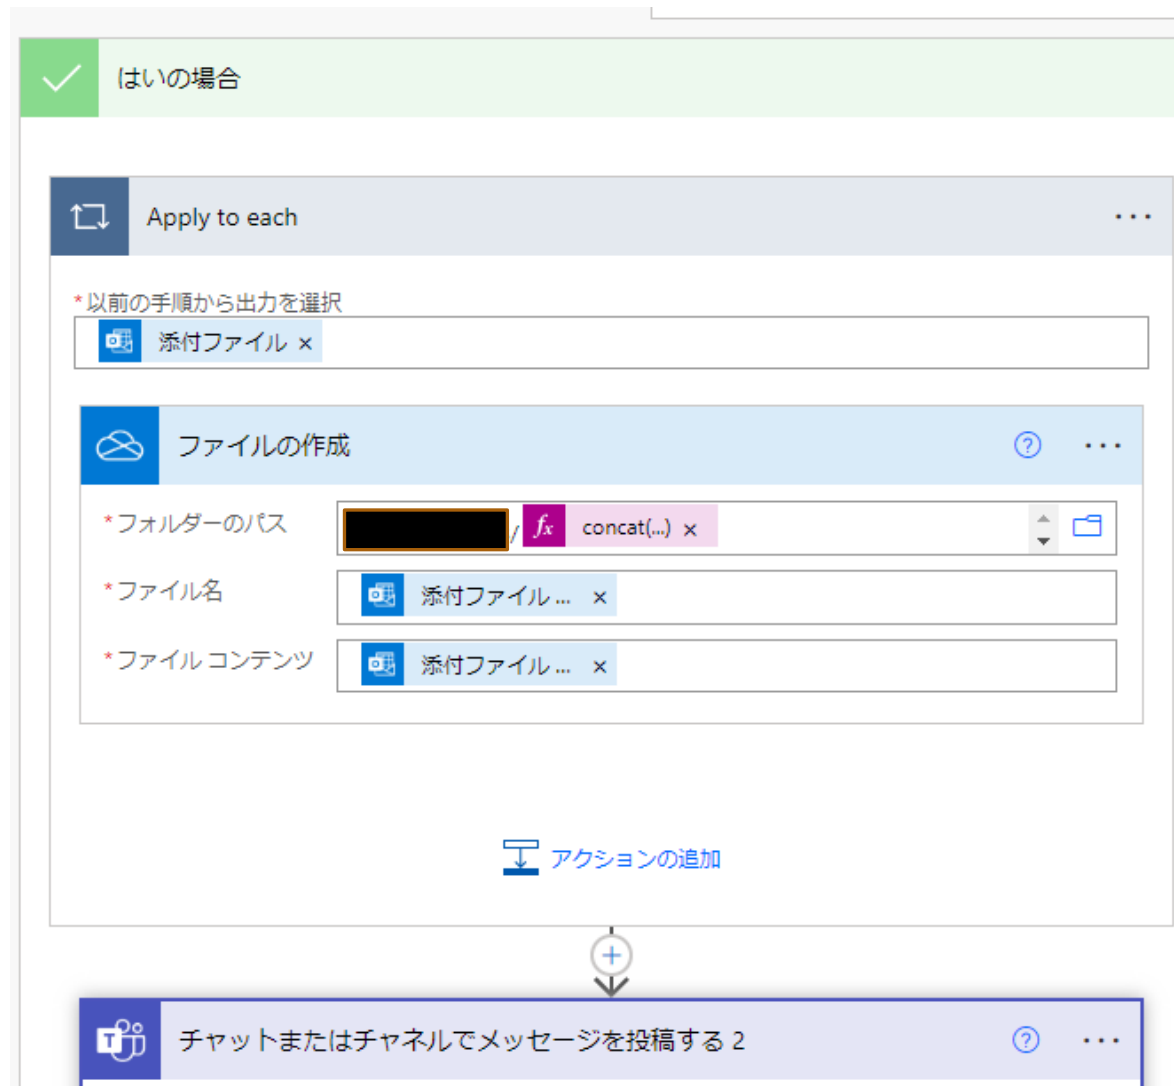 はいの場合
Apply to each
*以前の手順から出力を選択
添付ファイル ×
ファイルの作成
*フォルダーのパス
/ fx concat(...) ×
*ファイル名
添付ファイル ... ×
*ファイル コンテンツ
添付ファイル ... ×
アクションの追加
チャットまたはチャネルでメッセージを投稿する 2